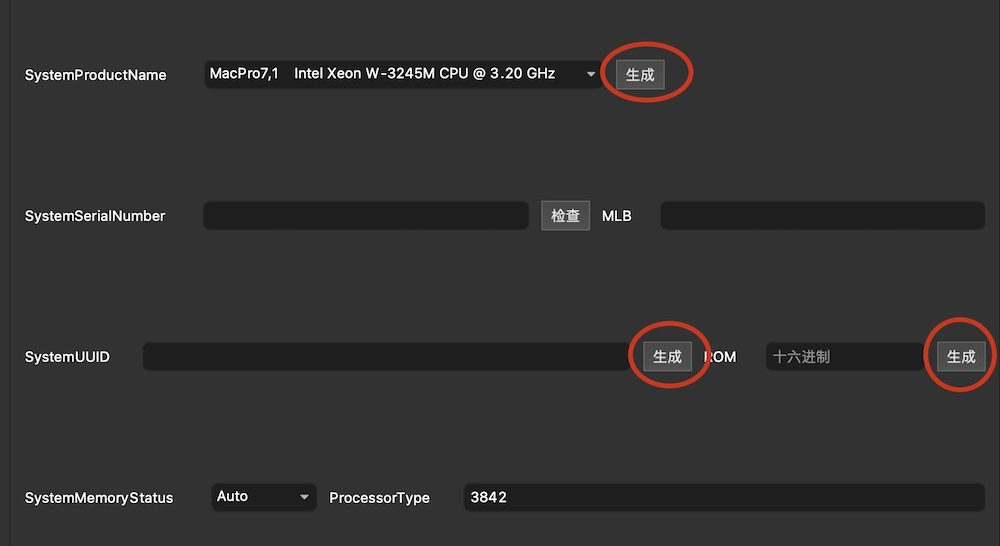 SystemProductName MacPro7,1 Intel Xeon W-3245M CPU @ 3.20 GHz 生成
SystemSerialNumber 检查 MLB
SystemUUID 生成 ROM 十六进制 生成
SystemMemoryStatus Auto ProcessorType 3842